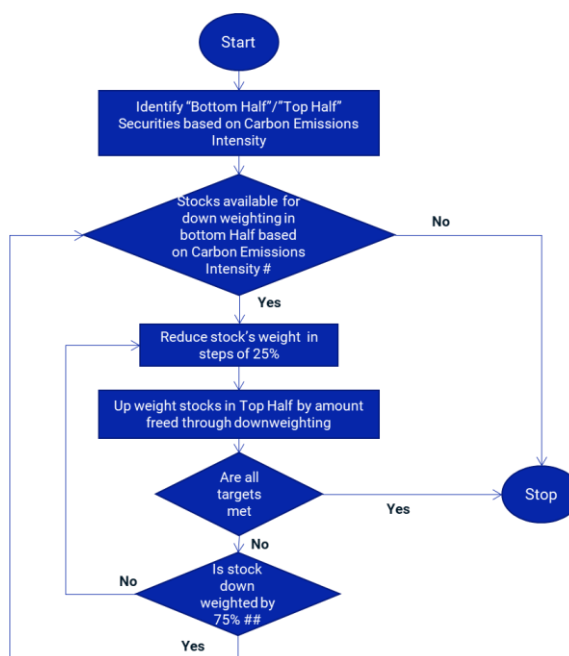 Start
Identify “Bottom Half”/”Top Half”
Securities based on Carbon Emissions
Intensity
Stocks available for
down weighting in
bottom Half based
on Carbon Emissions
Intensity #
No
Yes
Reduce stock’s weight in
steps of 25%
Up weight stocks in Top Half by amount
freed through downweighting
Are all
targets
met
Yes
Stop
No
Is stock
down
weighted by
75% ##
No
Yes